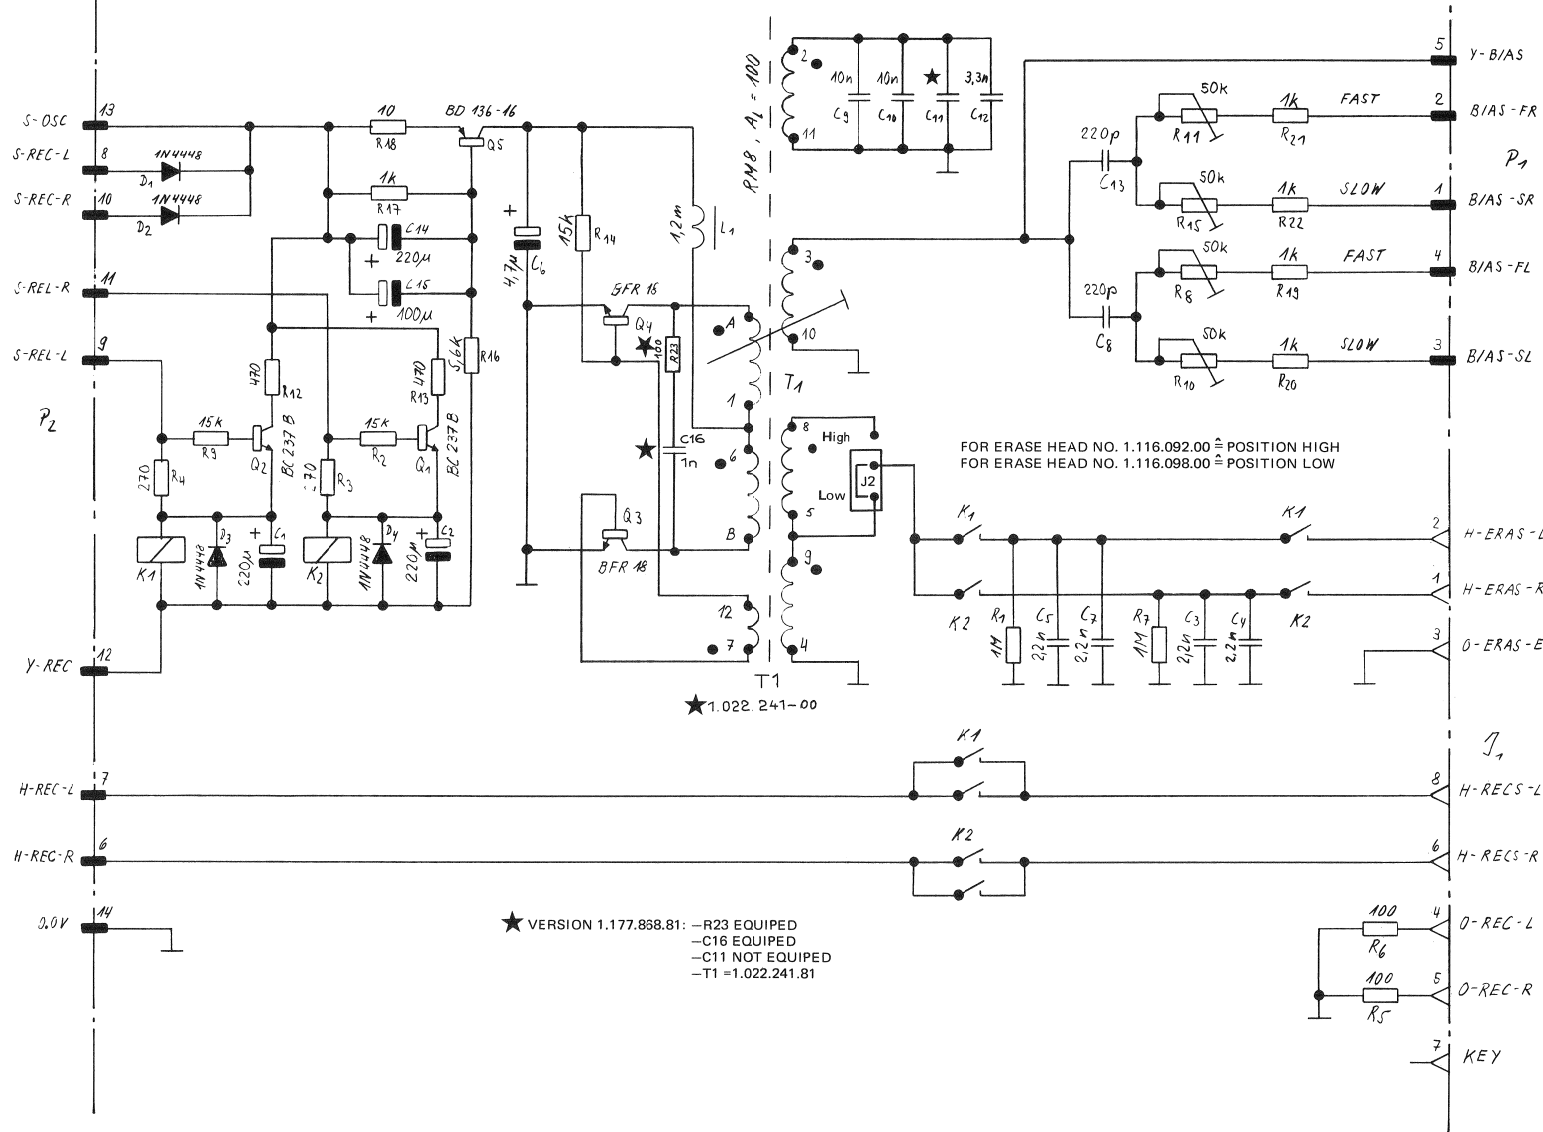 S-OSC
13
S-REC-L
8
1N4448
D1
S-REC-R
10
1N4448
D2
S-REL-R
11
S-REL-L
9
P2
10
R18
BD 136-16
Q5
1k
R17
C14
220µ
+
C15
100µ
+
5,6k
R16
470
R12
470
R13
15k
R9
Q2
BC 237 B
15k
R2
Q1
BC 237 B
270
R4
R3
K1
D3
1N4448
+
C1
220µ
K2
D4
1N4448
+
C2
220µ
Y-REC
12
+
4,7µ
C6
15k
R14
1,2m
L1
BFR 18
Q4
100
R23
C16
1n
Q3
BFR 18
A
1
6
B
12
7
T1
★1.022.241-00
RM8, AL = 100
2
11
10n
C9
10n
C10
★
C11
3,3n
C12
3
10
T1
8
5
9
4
High
Low
J2
FOR ERASE HEAD NO. 1.116.092.00 ≙ POSITION HIGH
FOR ERASE HEAD NO. 1.116.098.00 ≙ POSITION LOW
5
Y-BIAS
220p
C13
50k
R11
1k
R21
FAST
2
BIAS-FR
P1
50k
R15
1k
R22
SLOW
1
BIAS-SR
220p
C8
50k
R8
1k
R19
FAST
4
BIAS-FL
50k
R10
1k
R20
SLOW
3
BIAS-SL
K1
K1
2
H-ERAS-L
K2
K2
1
H-ERAS-R
R1
1M
C5
2,2n
C7
2,2n
R7
1M
C3
2,2n
C4
2,2n
3
O-ERAS-E
J1
H-REC-L
7
K1
8
H-RECS-L
H-REC-R
6
K2
6
H-RECS-R
0.0V
14
★ VERSION 1.177.868.81: —R23 EQUIPED
—C16 EQUIPED
—C11 NOT EQUIPED
—T1 =1.022.241.81
100
R6
4
O-REC-L
100
R5
5
O-REC-R
7
KEY